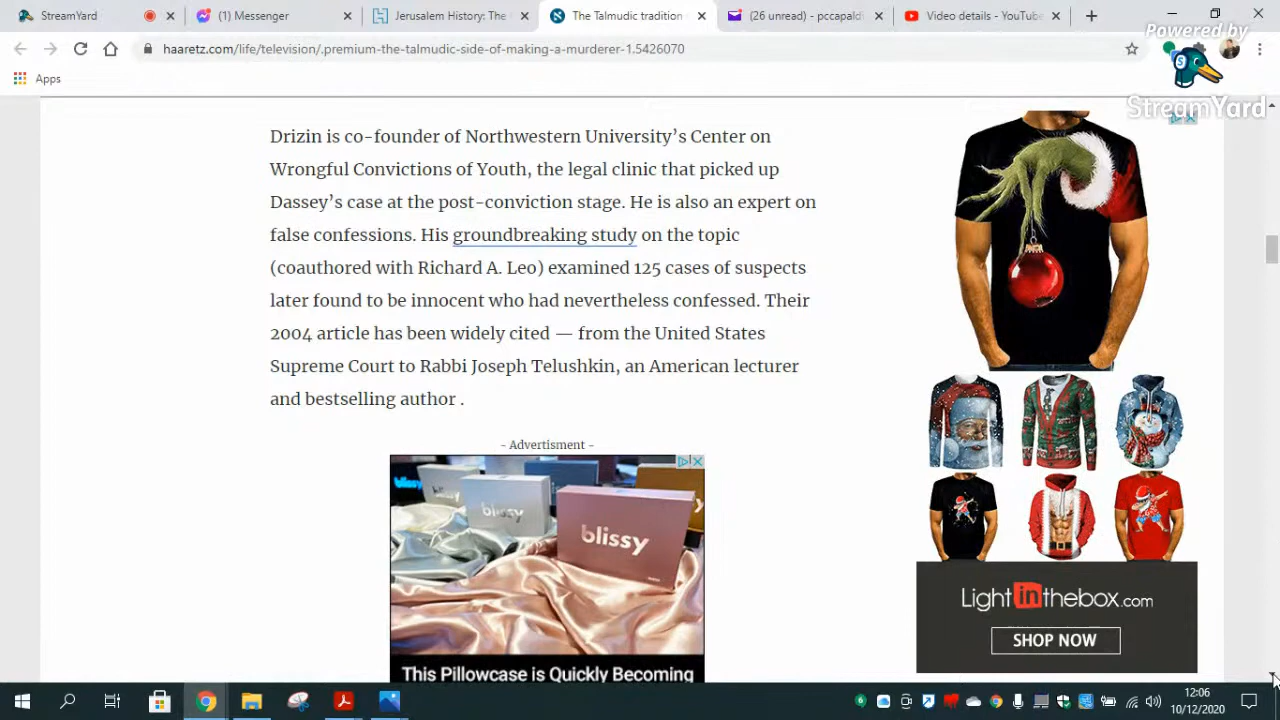 StreamYard
(1) Messenger
Jerusalem History: The
The Talmudic tradition
(26 unread) - pccapaldi
Video details - YouTube
Powered by
haaretz.com/life/television/.premium-the-talmudic-side-of-making-a-murderer-1.5426070
S
StreamYard
Apps
Drizin is co-founder of Northwestern University’s Center on
Wrongful Convictions of Youth, the legal clinic that picked up
Dassey’s case at the post-conviction stage. He is also an expert on
false confessions. His groundbreaking study on the topic
(coauthored with Richard A. Leo) examined 125 cases of suspects
later found to be innocent who had nevertheless confessed. Their
2004 article has been widely cited — from the United States
Supreme Court to Rabbi Joseph Telushkin, an American lecturer
and bestselling author .
- Advertisment -
blissy
blissy
blissy
This Pillowcase is Quickly Becoming
Light in thebox.com
SHOP NOW
6
12:06
10/12/2020